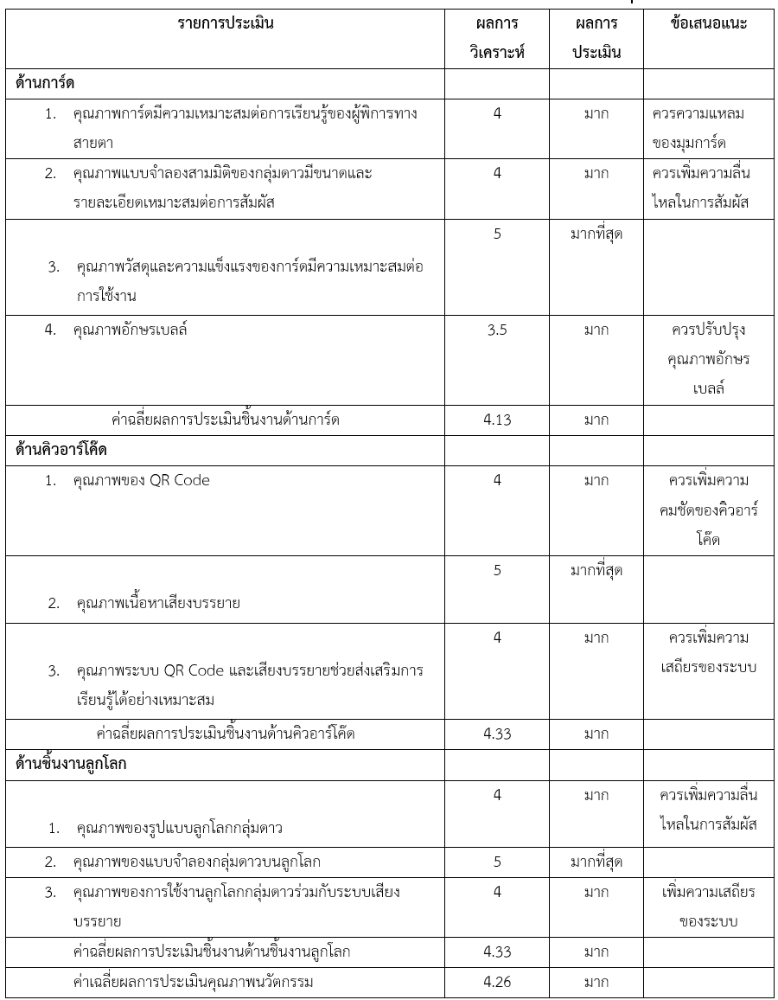 รายการประเมิน ผลการ ผลการ ข้อเสนอแนะ
วิเคราะห์ ประเมิน
ด้านการ์ด
1. คุณภาพการ์ดมีความเหมาะสมต่อการเรียนรู้ของผู้พิการทาง 4 มาก ควรความแหลม
สายตา ของมุมการ์ด
2. คุณภาพแบบจำลองสามมิติของกลุ่มดาวมีขนาดและ 4 มาก ควรเพิ่มความลื่น
รายละเอียดเหมาะสมต่อการสัมผัส ไหลในการสัมผัส
5 มากที่สุด
3. คุณภาพวัสดุและความแข็งแรงของการ์ดมีความเหมาะสมต่อ
การใช้งาน
4. คุณภาพอักษรเบลล์ 3.5 มาก ควรปรับปรุง
คุณภาพอักษร
เบลล์
ค่าฉลี่ยผลการประเมินชิ้นงานด้านการ์ด 4.13 มาก
ด้านคิวอาร์โค๊ด
1. คุณภาพของ QR Code 4 มาก ควรเพิ่มความ
คมชัดของคิวอาร์
โค๊ด
5 มากที่สุด
2. คุณภาพเนื้อหาเสียงบรรยาย
4 มาก ควรเพิ่มความ
เสถียรของระบบ
3. คุณภาพระบบ QR Code และเสียงบรรยายช่วยส่งเสริมการ
เรียนรู้ได้อย่างเหมาะสม
ค่าฉลี่ยผลการประเมินชิ้นงานด้านคิวอาร์โค๊ด 4.33 มาก
ด้านชิ้นงานลูกโลก
4 มาก ควรเพิ่มความลื่น
1. คุณภาพของรูปแบบลูกโลกกลุ่มดาว ไหลในการสัมผัส
2. คุณภาพของแบบจำลองกลุ่มดาวบนลูกโลก 5 มากที่สุด
3. คุณภาพของการใช้งานลูกโลกกลุ่มดาวร่วมกับระบบเสียง 4 มาก เพิ่มความเสถียร
บรรยาย ของระบบ
ค่าฉลี่ยผลการประเมินชิ้นงานด้านชิ้นงานลูกโลก 4.33 มาก
ค่าเฉลี่ยผลการประเมินคุณภาพนวัตกรรม 4.26 มาก